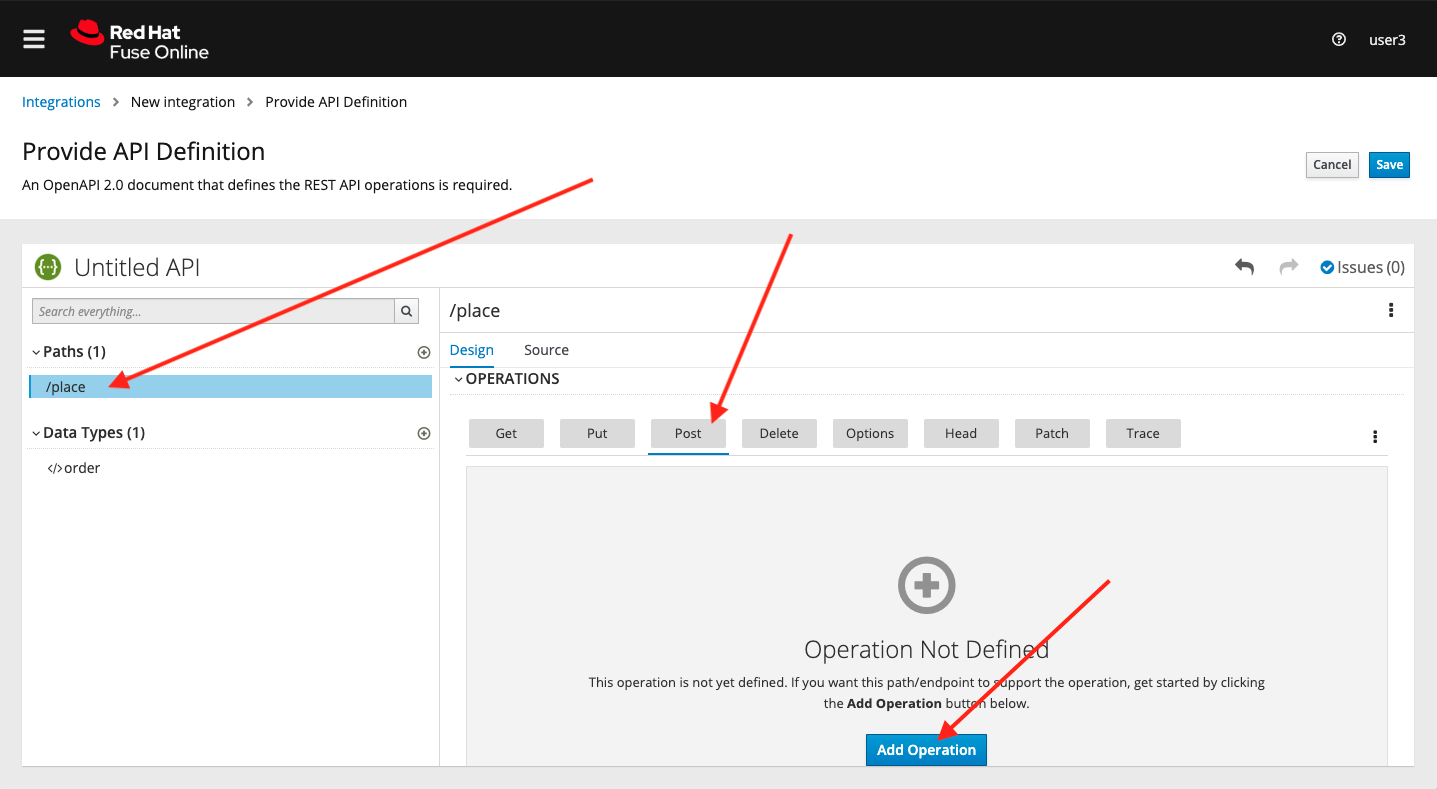 Red Hat
Fuse Online
user3
Integrations > New integration > Provide API Definition
Provide API Definition
An OpenAPI 2.0 document that defines the REST API operations is required.
Cancel
Save
{···} Untitled API
Issues (0)
Search everything...
Paths (1)
/place
Data Types (1)
</> order
/place
Design
Source
OPERATIONS
Get
Put
Post
Delete
Options
Head
Patch
Trace
Operation Not Defined
This operation is not yet defined. If you want this path/endpoint to support the operation, get started by clicking
the Add Operation button below.
Add Operation